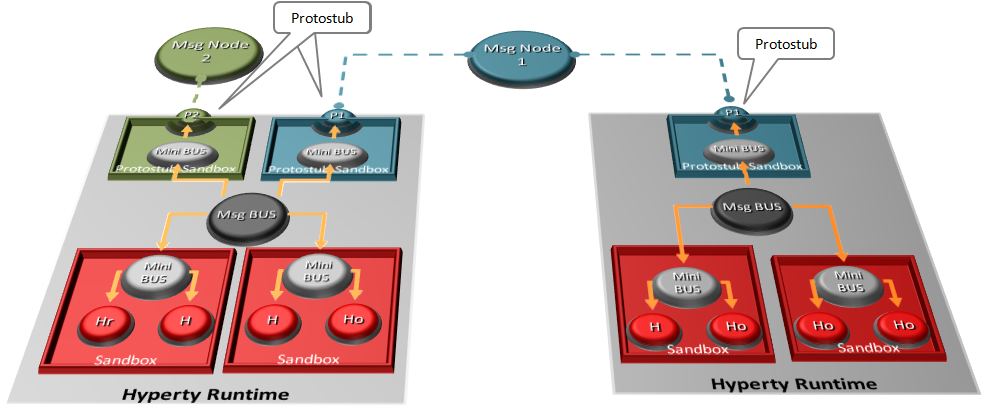 Protostub
Msg Node
2
Msg Node
1
Protostub
P2
P1
P1
Mini BUS
Protostub Sandbox
Mini BUS
Protostub Sandbox
Mini BUS
Protostub Sandbox
Msg BUS
Msg BUS
Mini
BUS
Hr
H
Sandbox
Mini
BUS
H
Ho
Sandbox
Mini
BUS
H
Ho
Sandbox
Mini
BUS
Ho
Ho
Sandbox
Hyperty Runtime
Hyperty Runtime